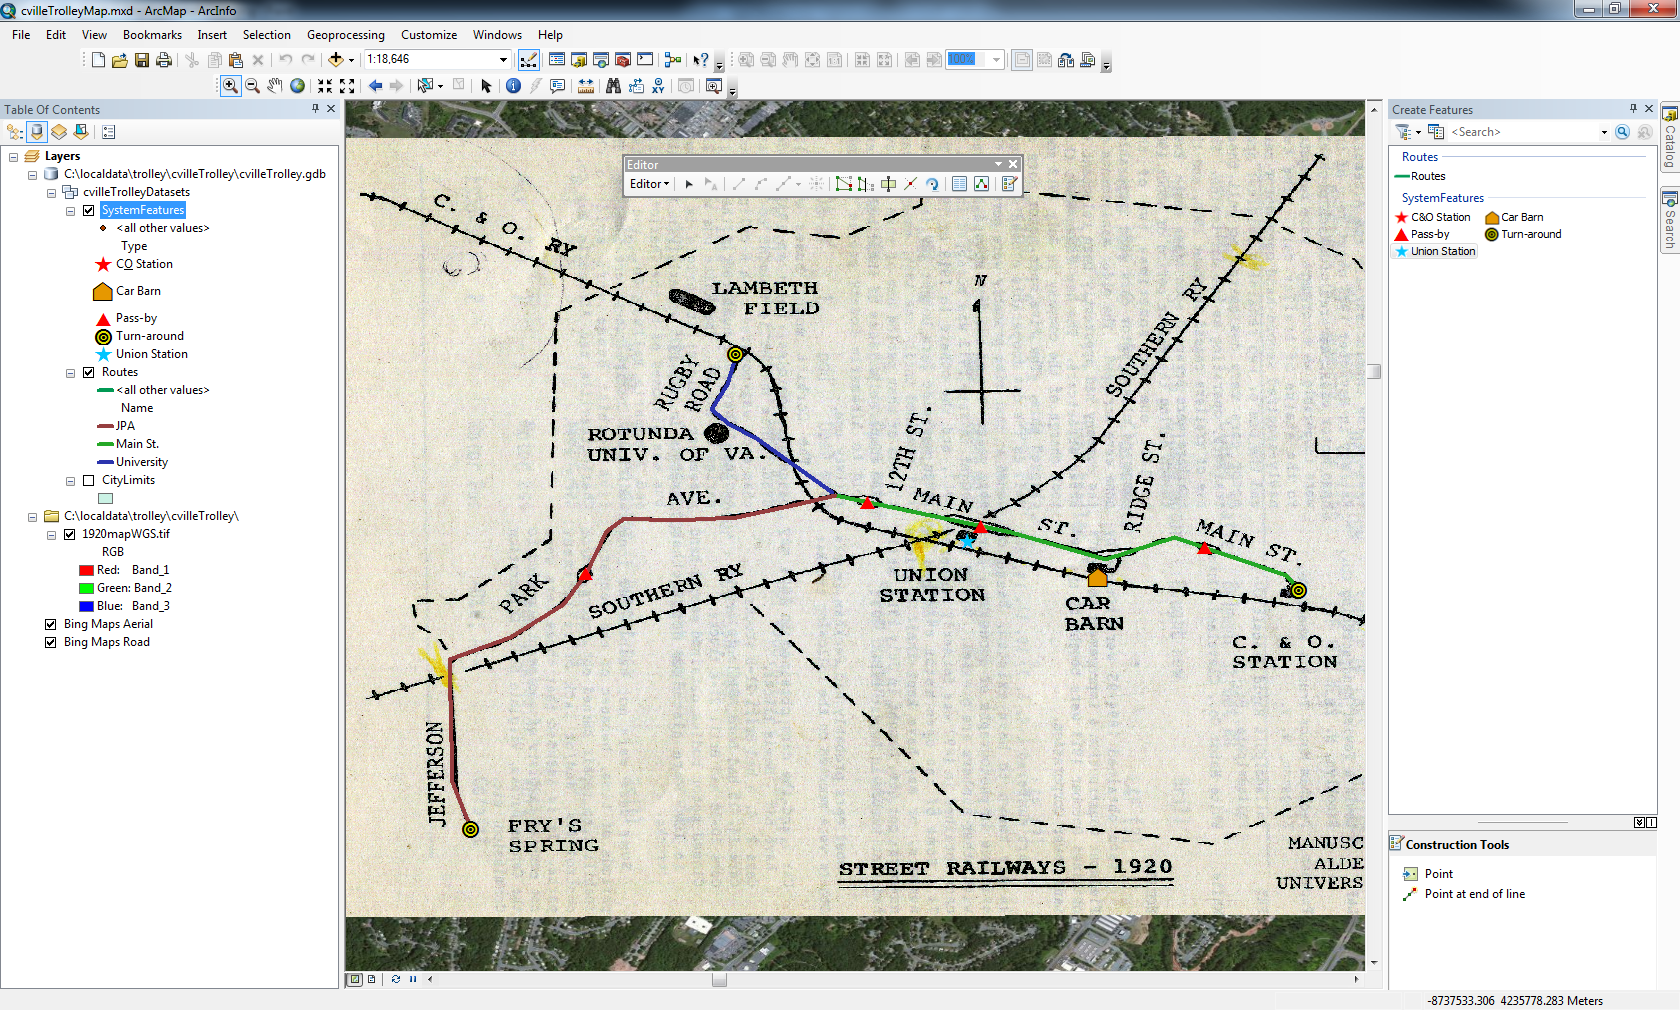 cvilleTrolleyMap.mxd - ArcMap - ArcInfo
File Edit View Bookmarks Insert Selection Geoprocessing Customize Windows Help
1:18,646
100%
Table Of Contents
Layers
C:\localdata\trolley\cvilleTrolley\cvilleTrolley.gdb
cvilleTrolleyDatasets
SystemFeatures
<all other values>
Type
CO Station
Car Barn
Pass-by
Turn-around
Union Station
Routes
<all other values>
Name
JPA
Main St.
University
CityLimits
C:\localdata\trolley\cvilleTrolley\
1920mapWGS.tif
RGB
Red: Band_1
Green: Band_2
Blue: Band_3
Bing Maps Aerial
Bing Maps Road
Editor
Editor
C. & O. RY
LAMBETH
FIELD
N
SOUTHERN RY
RUGBY
ROAD
ROTUNDA
UNIV. OF VA.
12TH ST.
RIDGE ST.
AVE.
MAIN ST.
MAIN ST.
PARK
SOUTHERN RY
UNION
STATION
CAR
BARN
C. & O.
STATION
JEFFERSON
FRY'S
SPRING
STREET RAILWAYS - 1920
MANUSC
ALDE
UNIVERS
Create Features
<Search>
Routes
Routes
SystemFeatures
C&O Station Car Barn
Pass-by Turn-around
Union Station
Construction Tools
Point
Point at end of line
Catalog
Search
-8737533.306 4235778.283 Meters